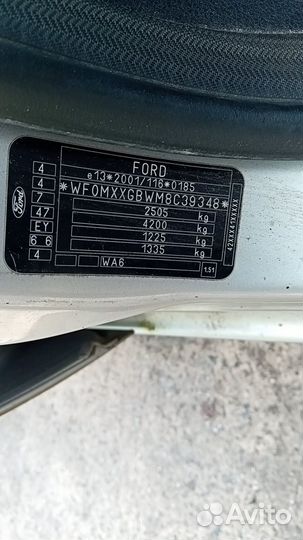 FORD
e13*2001/116*0185
*WF0MXXGBWM8C39348*
2505 kg
4200 kg
1225 kg
1335 kg
WA6
1.51
4
4
7
47
EY
6 6
4
Ford
Avito